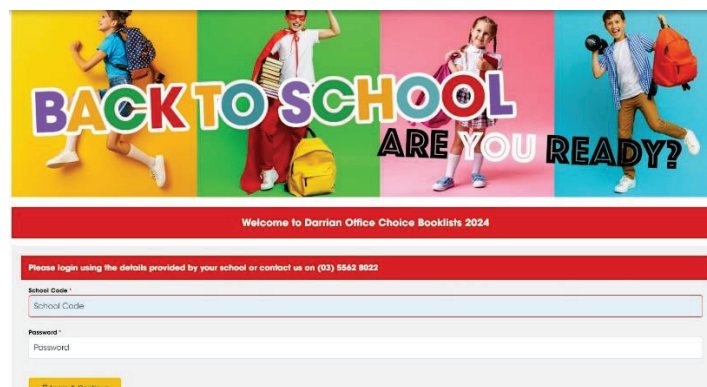 BACK TO SCHOOL
ARE YOU READY?
Welcome to Darrian Office Choice Booklists 2024
Please login using the details provided by your school or contact us on (03) 5562 8022
School Code *
School Code
Password *
Password